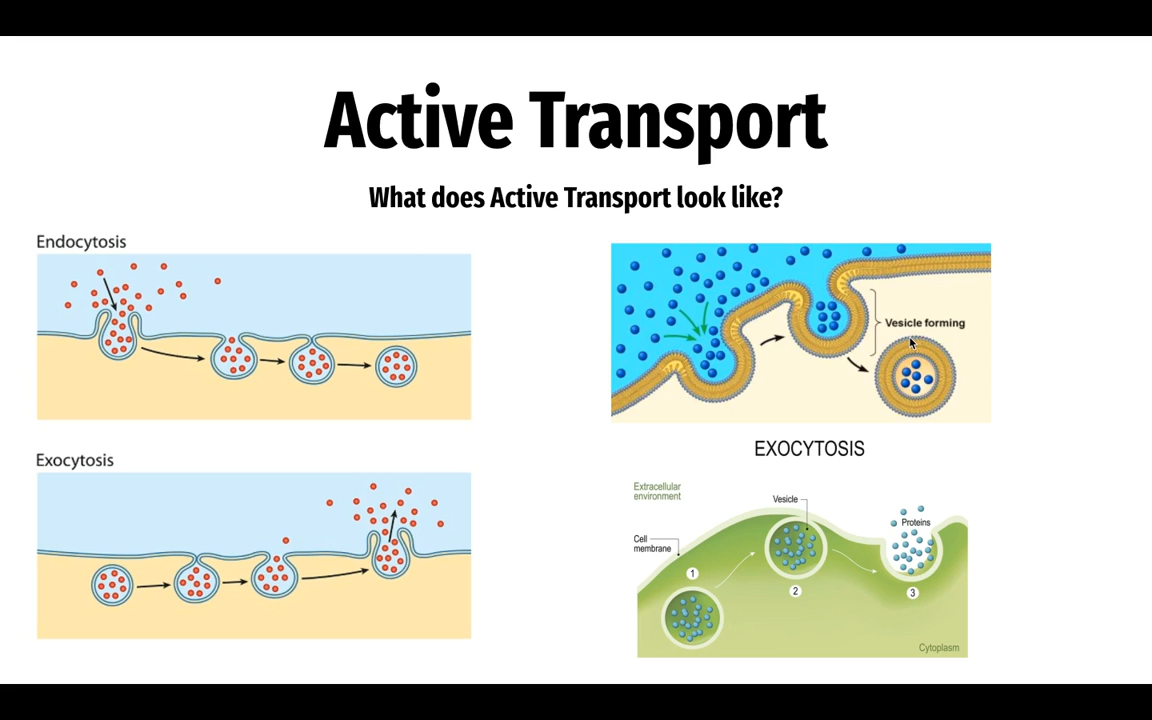 Active Transport
What does Active Transport look like?
Endocytosis
Vesicle forming
Exocytosis
EXOCYTOSIS
Extracellular
environment
Vesicle
Cell
membrane
Proteins
1
2
3
Cytoplasm